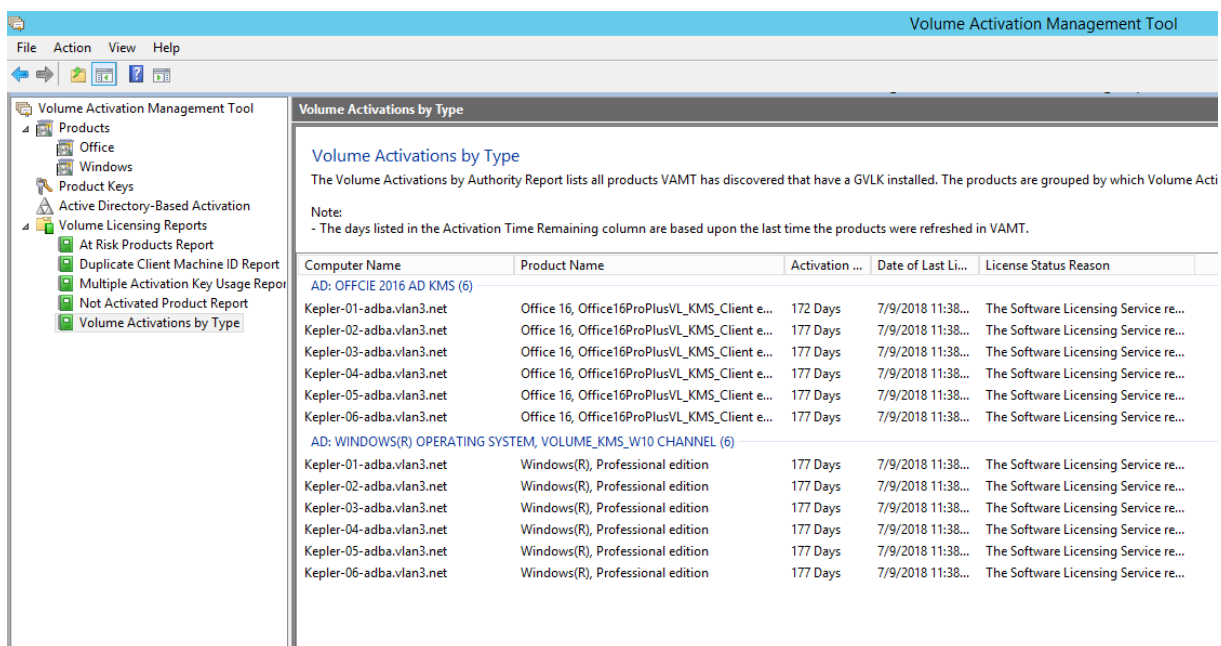 Volume Activation Management Tool
File Action View Help
Volume Activation Management Tool
Products
Office
Windows
Product Keys
Active Directory-Based Activation
Volume Licensing Reports
At Risk Products Report
Duplicate Client Machine ID Report
Multiple Activation Key Usage Repor
Not Activated Product Report
Volume Activations by Type
Volume Activations by Type
Volume Activations by Type
The Volume Activations by Authority Report lists all products VAMT has discovered that have a GVLK installed. The products are grouped by which Volume Acti
Note:
- The days listed in the Activation Time Remaining column are based upon the last time the products were refreshed in VAMT.
Computer Name Product Name Activation ... Date of Last Li... License Status Reason
AD: OFFCIE 2016 AD KMS (6)
Kepler-01-adba.vlan3.net Office 16, Office16ProPlusVL_KMS_Client e... 172 Days 7/9/2018 11:38... The Software Licensing Service re...
Kepler-02-adba.vlan3.net Office 16, Office16ProPlusVL_KMS_Client e... 177 Days 7/9/2018 11:38... The Software Licensing Service re...
Kepler-03-adba.vlan3.net Office 16, Office16ProPlusVL_KMS_Client e... 177 Days 7/9/2018 11:38... The Software Licensing Service re...
Kepler-04-adba.vlan3.net Office 16, Office16ProPlusVL_KMS_Client e... 177 Days 7/9/2018 11:38... The Software Licensing Service re...
Kepler-05-adba.vlan3.net Office 16, Office16ProPlusVL_KMS_Client e... 177 Days 7/9/2018 11:38... The Software Licensing Service re...
Kepler-06-adba.vlan3.net Office 16, Office16ProPlusVL_KMS_Client e... 177 Days 7/9/2018 11:38... The Software Licensing Service re...
AD: WINDOWS(R) OPERATING SYSTEM, VOLUME_KMS_W10 CHANNEL (6)
Kepler-01-adba.vlan3.net Windows(R), Professional edition 177 Days 7/9/2018 11:38... The Software Licensing Service re...
Kepler-02-adba.vlan3.net Windows(R), Professional edition 177 Days 7/9/2018 11:38... The Software Licensing Service re...
Kepler-03-adba.vlan3.net Windows(R), Professional edition 177 Days 7/9/2018 11:38... The Software Licensing Service re...
Kepler-04-adba.vlan3.net Windows(R), Professional edition 177 Days 7/9/2018 11:38... The Software Licensing Service re...
Kepler-05-adba.vlan3.net Windows(R), Professional edition 177 Days 7/9/2018 11:38... The Software Licensing Service re...
Kepler-06-adba.vlan3.net Windows(R), Professional edition 177 Days 7/9/2018 11:38... The Software Licensing Service re...